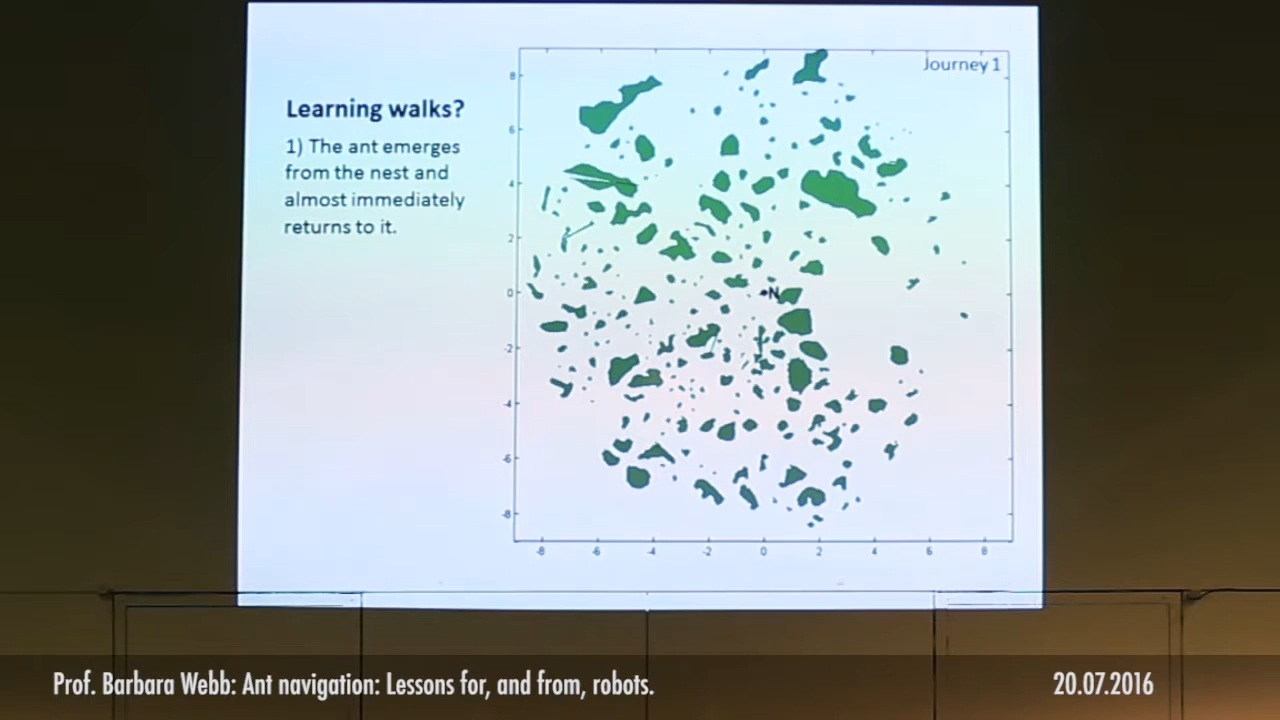 Journey 1
Learning walks?
1) The ant emerges
from the nest and
almost immediately
returns to it.
8
6
4
2
0
-2
-4
-6
-8
N
-8 -6 -4 -2 0 2 4 6 8
Prof. Barbara Webb: Ant navigation: Lessons for, and from, robots.
20.07.2016